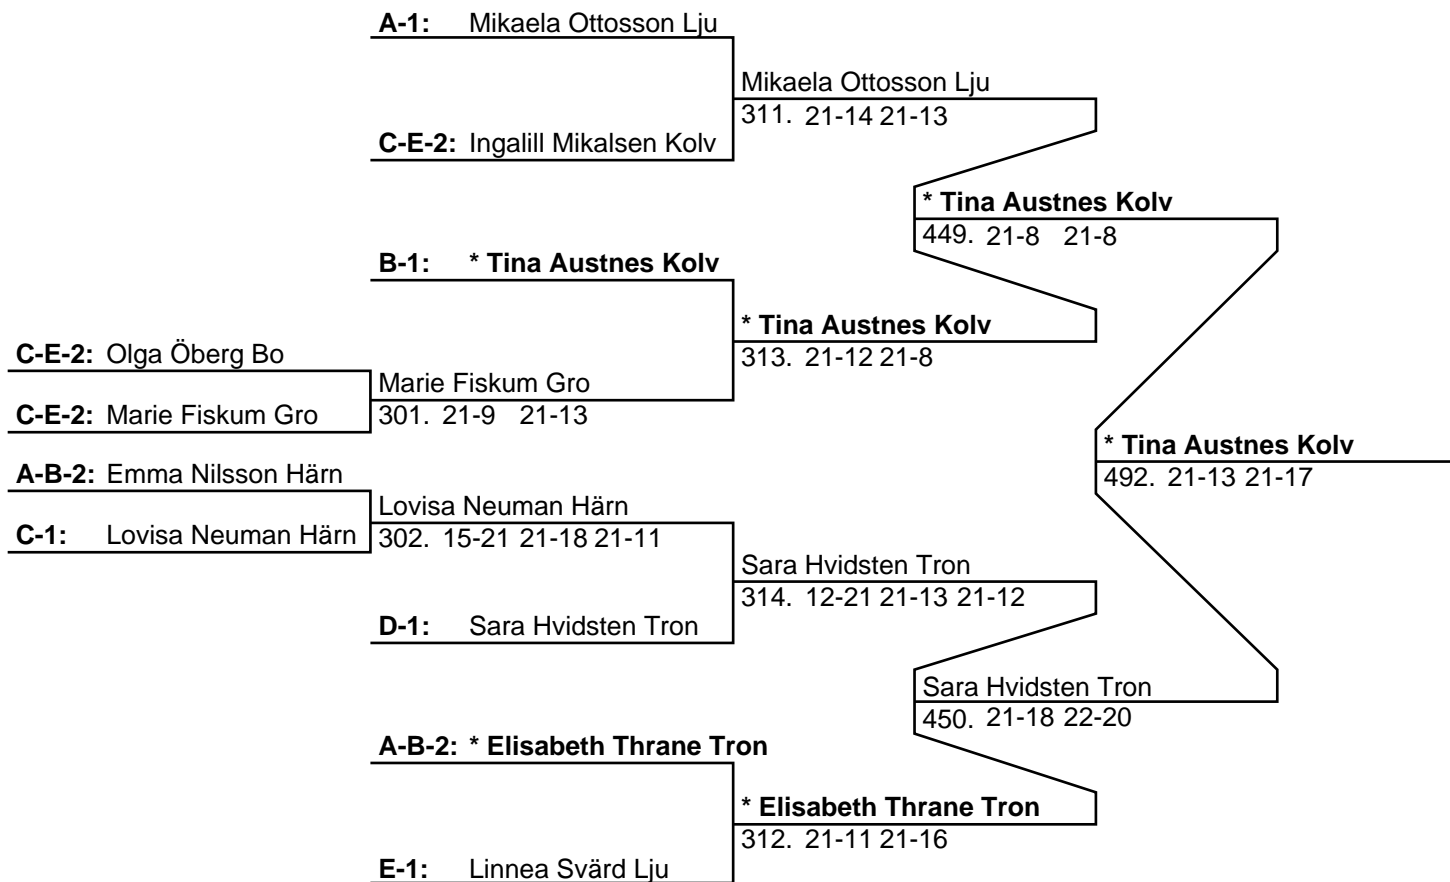 A-1: Mikaela Ottosson Lju
Mikaela Ottosson Lju
311. 21-14 21-13
C-E-2: Ingalill Mikalsen Kolv
* Tina Austnes Kolv
449. 21-8 21-8
B-1: * Tina Austnes Kolv
* Tina Austnes Kolv
313. 21-12 21-8
C-E-2: Olga Öberg Bo
Marie Fiskum Gro
301. 21-9 21-13
C-E-2: Marie Fiskum Gro
* Tina Austnes Kolv
492. 21-13 21-17
A-B-2: Emma Nilsson Härn
Lovisa Neuman Härn
302. 15-21 21-18 21-11
C-1: Lovisa Neuman Härn
Sara Hvidsten Tron
314. 12-21 21-13 21-12
D-1: Sara Hvidsten Tron
Sara Hvidsten Tron
450. 21-18 22-20
A-B-2: * Elisabeth Thrane Tron
* Elisabeth Thrane Tron
312. 21-11 21-16
E-1: Linnea Svärd Lju